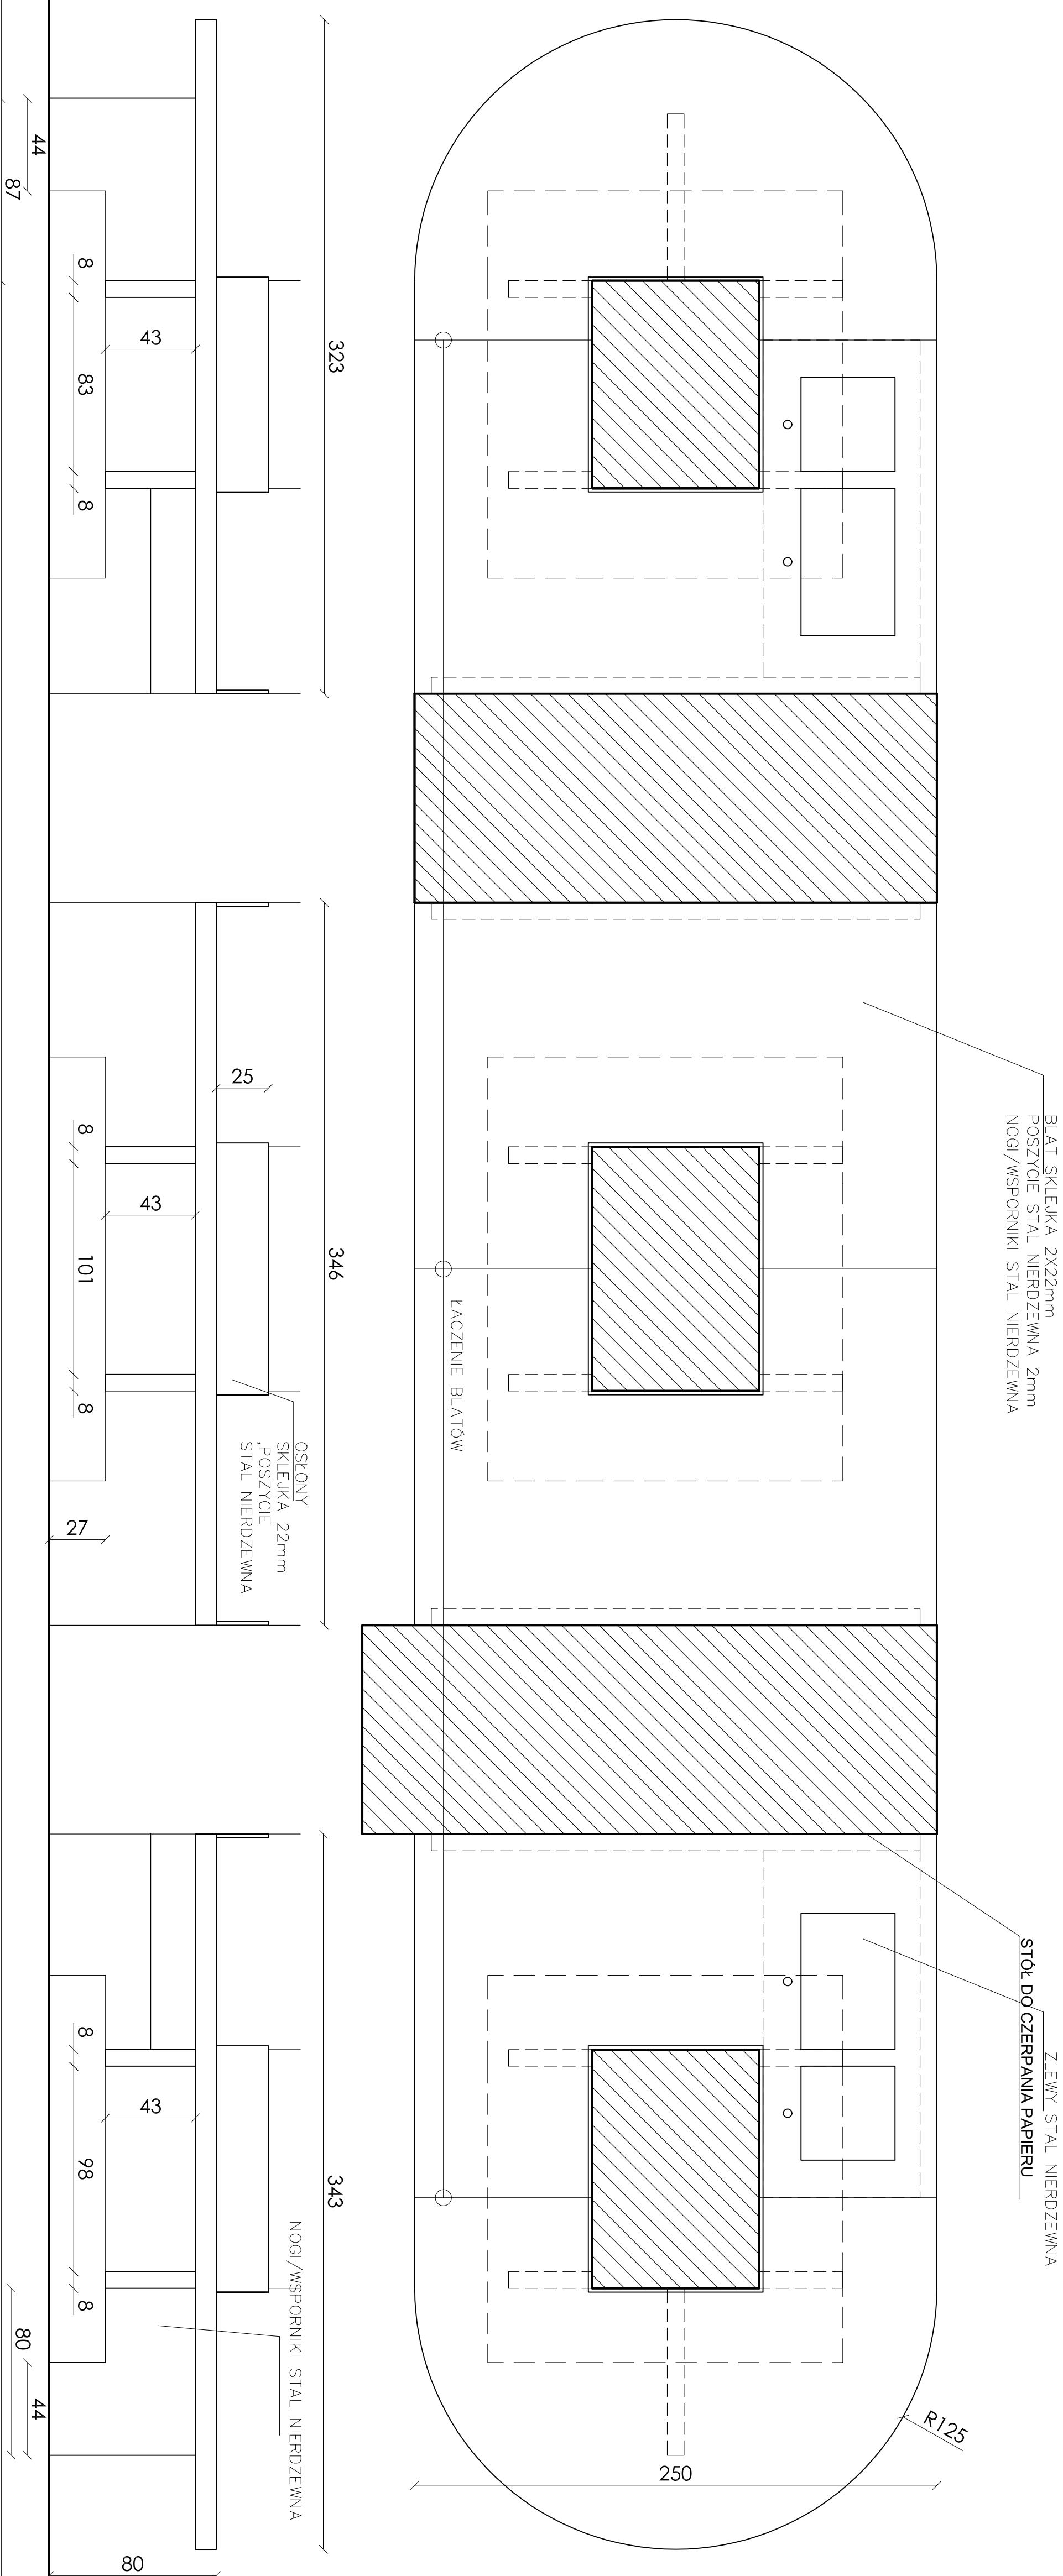 BLAT SKLEJKA 2X22mm
POSZYCIE STAL NIERDZEWNA 2mm
NOGI/WSPORNIKI STAL NIERDZEWNA
ZLEWY STAL NIERDZEWNA
STÓŁ DO CZERPANIA PAPIERU
R125
250
ŁACZENIE BLATÓW
323
346
343
OSŁONY
SKLEJKA 22mm
,POSZYCIE
STAL NIERDZEWNA
NOGI/WSPORNIKI STAL NIERDZEWNA
25
43
43
43
8
83
8
8
101
8
8
98
8
27
80
44
87
80
44